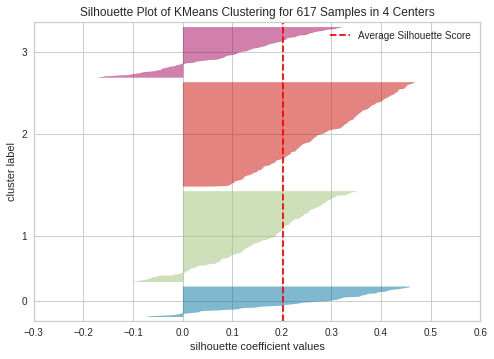 Silhouette Plot of KMeans Clustering for 617 Samples in 4 Centers
Average Silhouette Score
cluster label
3
2
1
0
−0.3 −0.2 −0.1 0.0 0.1 0.2 0.3 0.4 0.5 0.6
silhouette coefficient values